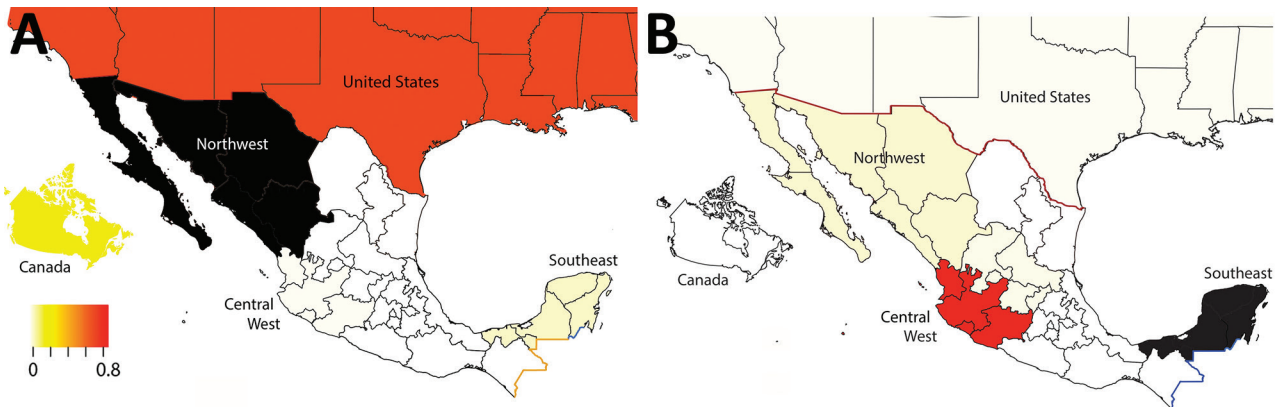 A
United States
Northwest
Canada
Southeast
Central
West
0
0.8
B
United States
Northwest
Canada
Southeast
Central
West